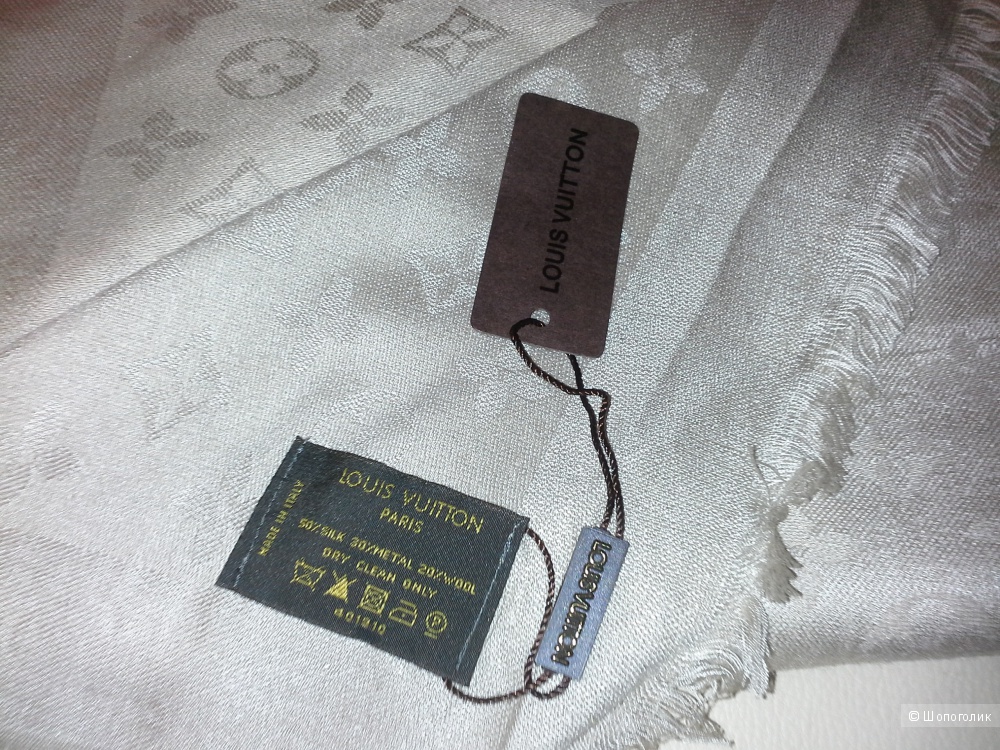 LOUIS VUITTON
LOUIS VUITTON
PARIS
MADE IN ITALY
50%SILK 30%METAL 20%WOOL
DRY CLEAN ONLY
P
401910
LOUIS VUITTON
© Шопоголик